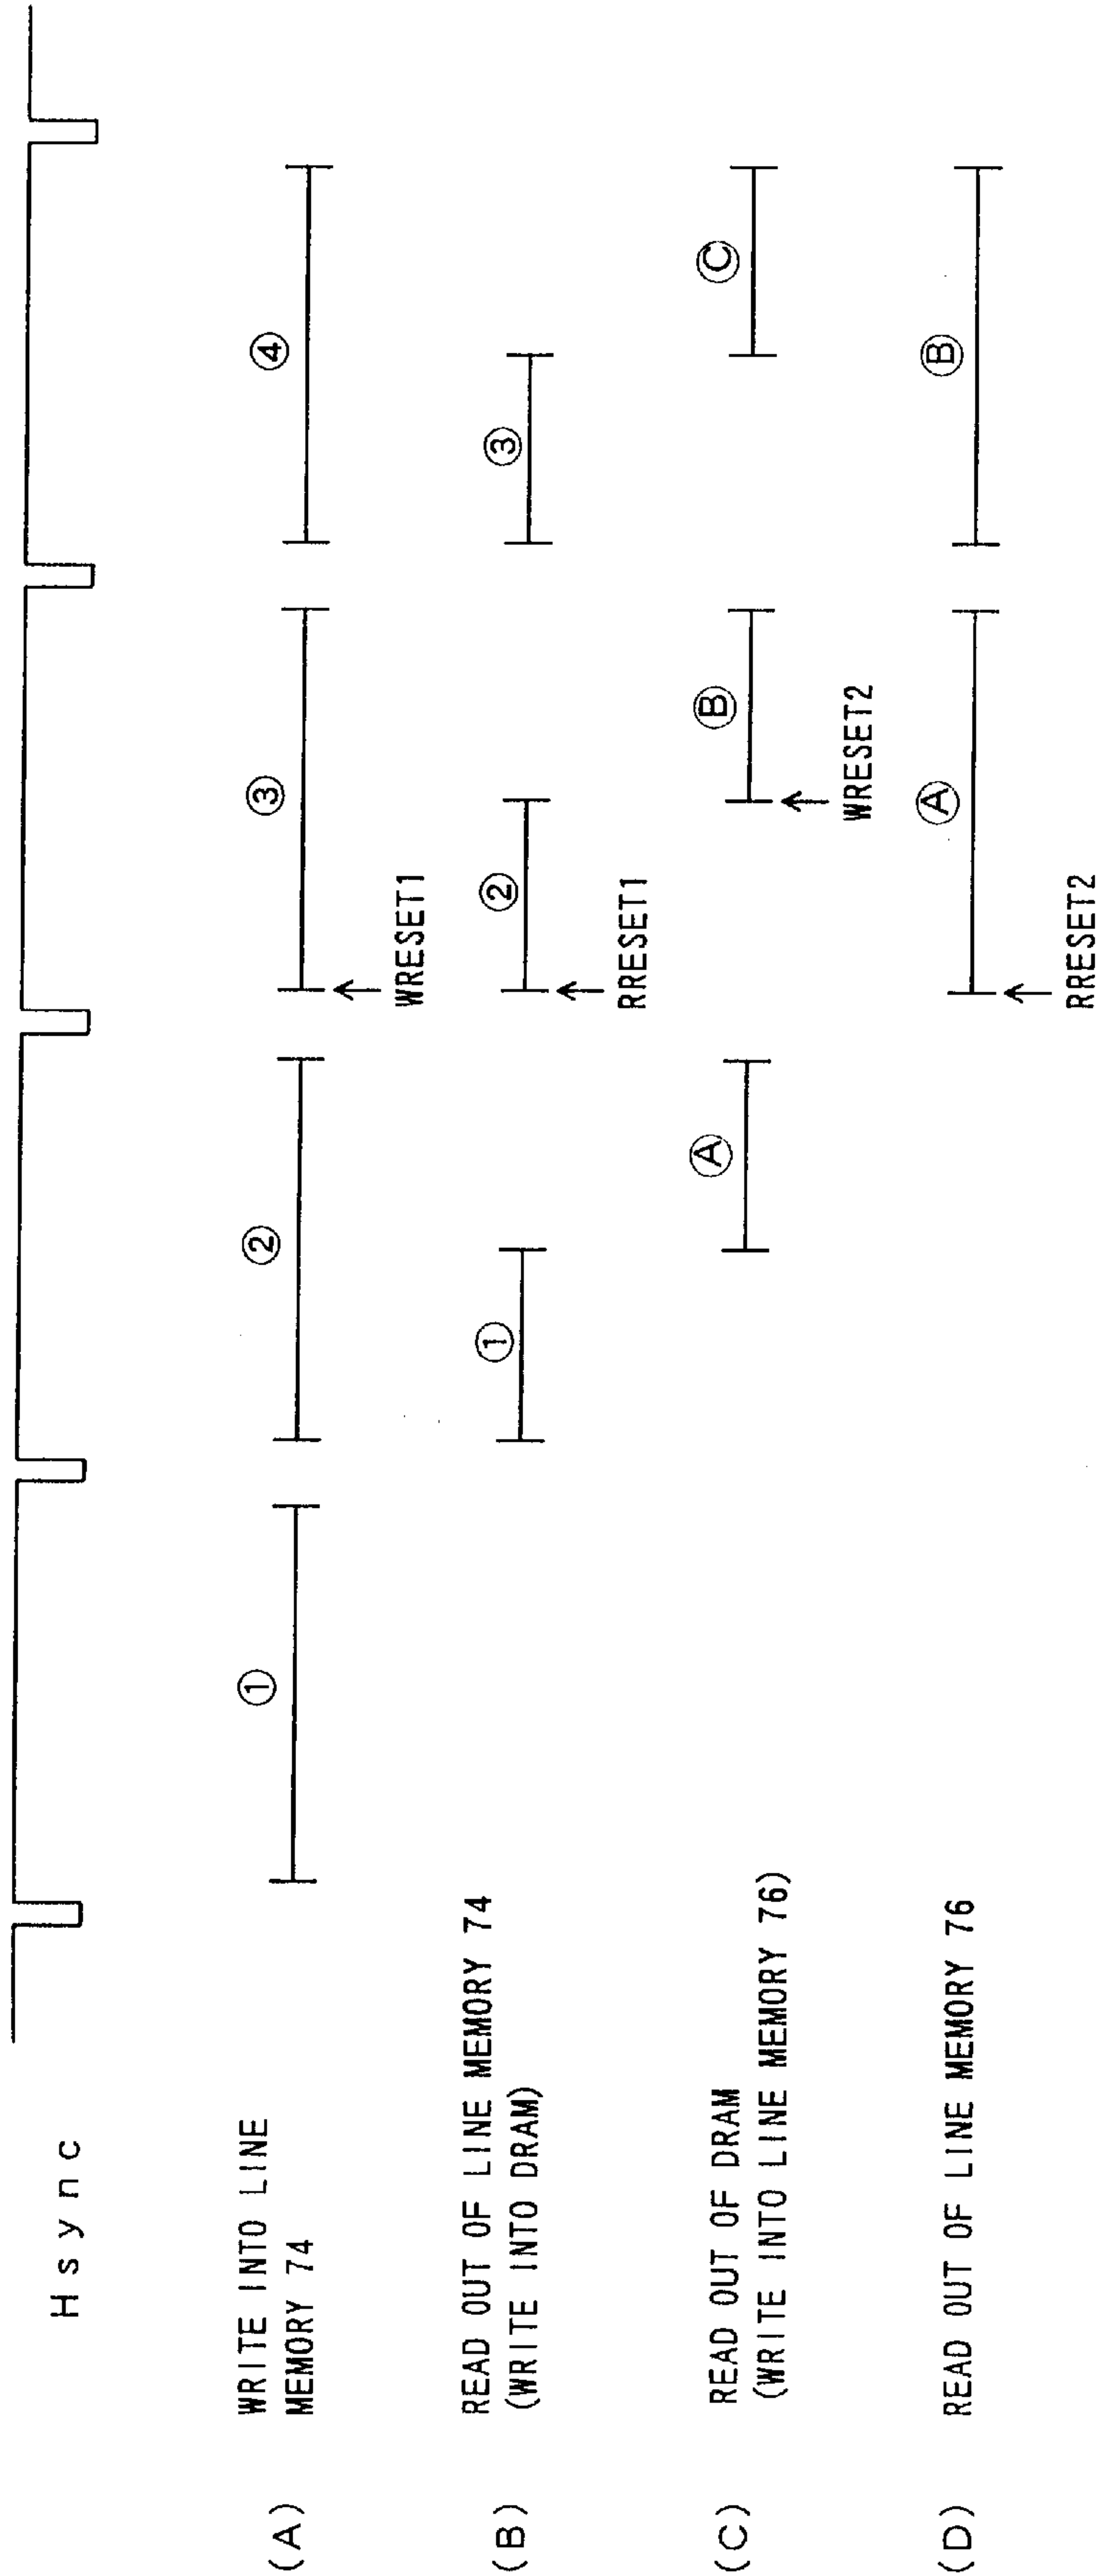 Hsync
(A) WRITE INTO LINE
MEMORY 74
① ② ③ ④
WRESET1
(B) READ OUT OF LINE MEMORY 74
(WRITE INTO DRAM)
① ② ③
RRESET1
(C) READ OUT OF DRAM
(WRITE INTO LINE MEMORY 76)
Ⓐ Ⓑ Ⓒ
WRESET2
(D) READ OUT OF LINE MEMORY 76
Ⓐ Ⓑ
RRESET2